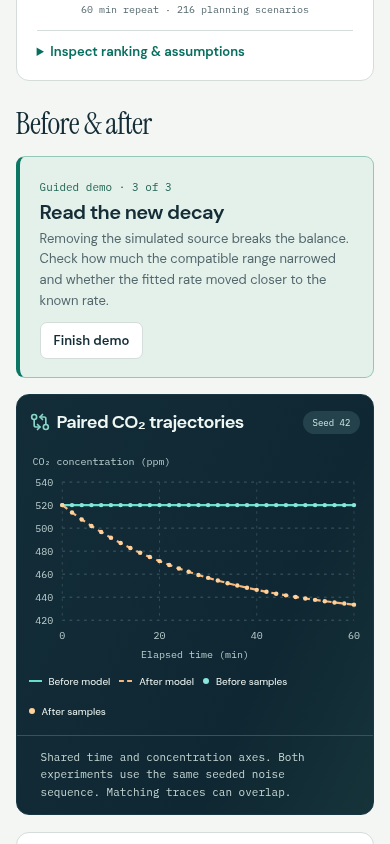 60 min repeat · 216 planning scenarios
▶ Inspect ranking & assumptions
Before & after
Guided demo · 3 of 3
Read the new decay
Removing the simulated source breaks the balance.
Check how much the compatible range narrowed
and whether the fitted rate moved closer to the
known rate.
Finish demo
Paired CO₂ trajectories
Seed 42
CO₂ concentration (ppm)
540
520
500
480
460
440
420
0 20 40 60
Elapsed time (min)
Before model After model Before samples
After samples
Shared time and concentration axes. Both
experiments use the same seeded noise
sequence. Matching traces can overlap.